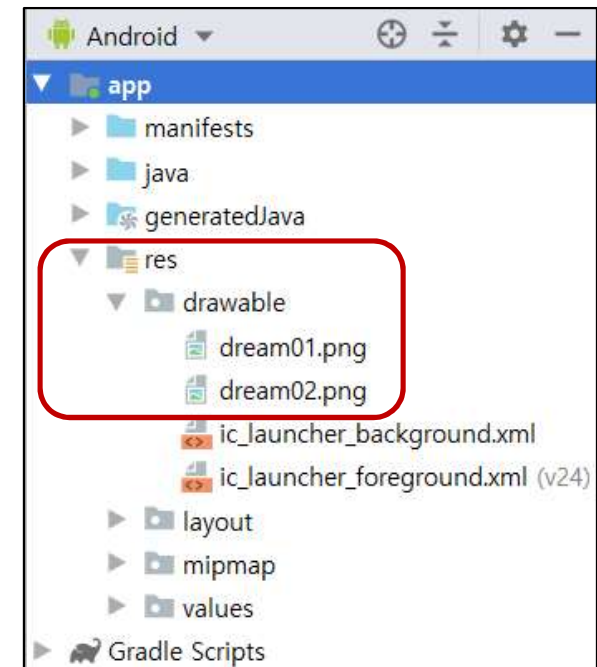 Android
app
manifests
java
generatedJava
res
drawable
dream01.png
dream02.png
ic_launcher_background.xml
ic_launcher_foreground.xml (v24)
layout
mipmap
values
Gradle Scripts